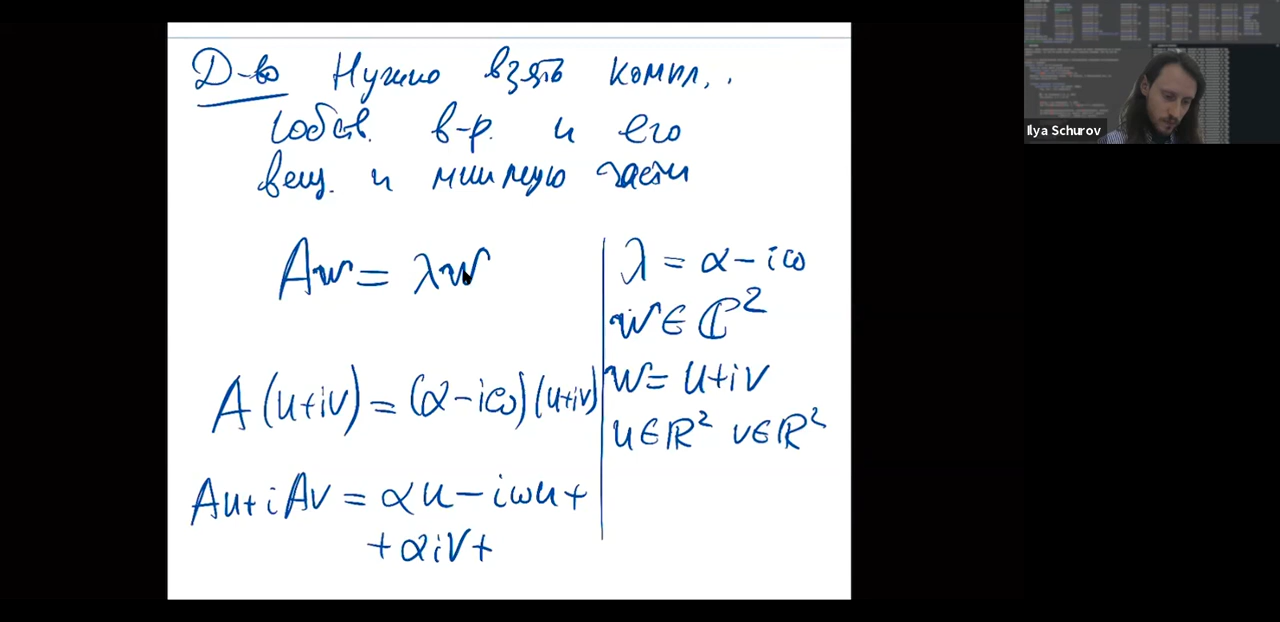 Д-во Нужно взять компл.
собств. в-р. и его
вещ. и мнимую части
Aw = λw
A(u+iv) = (α-iω)(u+iv)
Au+iAv = αu-iωu+
+αiv+
λ = α-iω
w∈ℂ²
w = u+iv
u∈ℝ² v∈ℝ²
Ilya Schurov